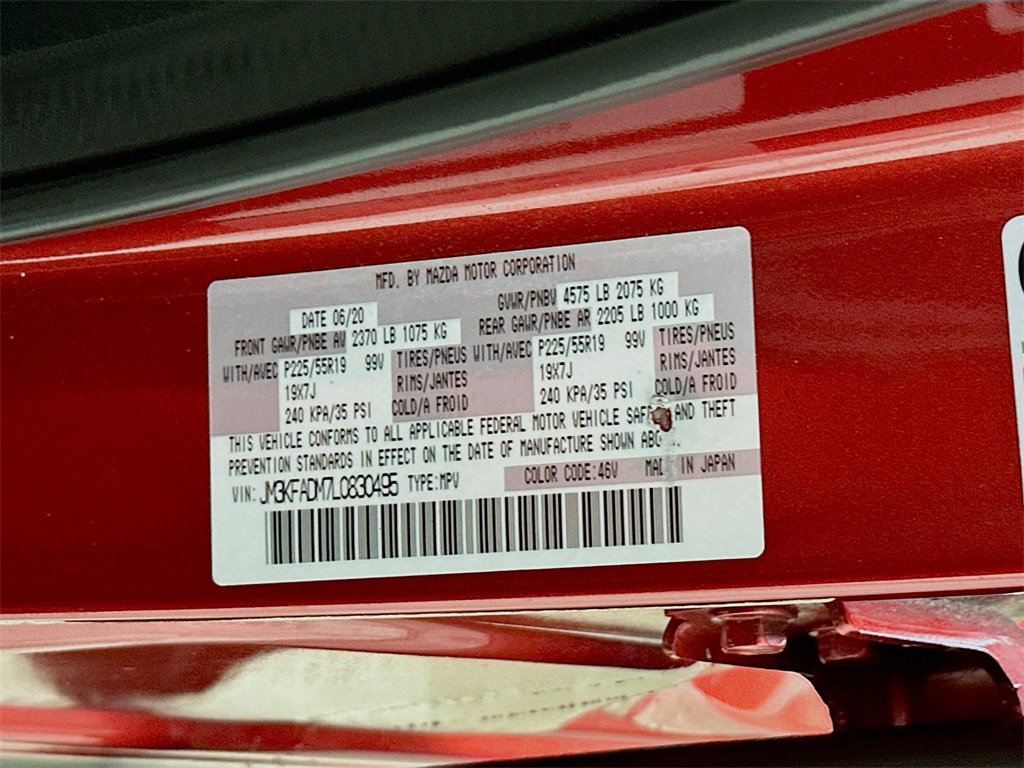 MFD. BY MAZDA MOTOR CORPORATION
DATE 06/20 GVWR/PNBV 4575 LB 2075 KG
FRONT GAWR/PNBE AV 2370 LB 1075 KG REAR GAWR/PNBE AR 2205 LB 1000 KG
WITH/AVEC P225/55R19 99V TIRES/PNEUS WITH/AVEC P225/55R19 99V TIRES/PNEUS
19X7J RIMS/JANTES 19X7J RIMS/JANTES
240 KPA/35 PSI COLD/A FROID 240 KPA/35 PSI COLD/A FROID
THIS VEHICLE CONFORMS TO ALL APPLICABLE FEDERAL MOTOR VEHICLE AND THEFT
PREVENTION STANDARDS IN EFFECT ON THE DATE OF MANUFACTURE SHOWN
VIN: JM3KFADM7L0830495 TYPE:MPV COLOR CODE:46V IN JAPAN